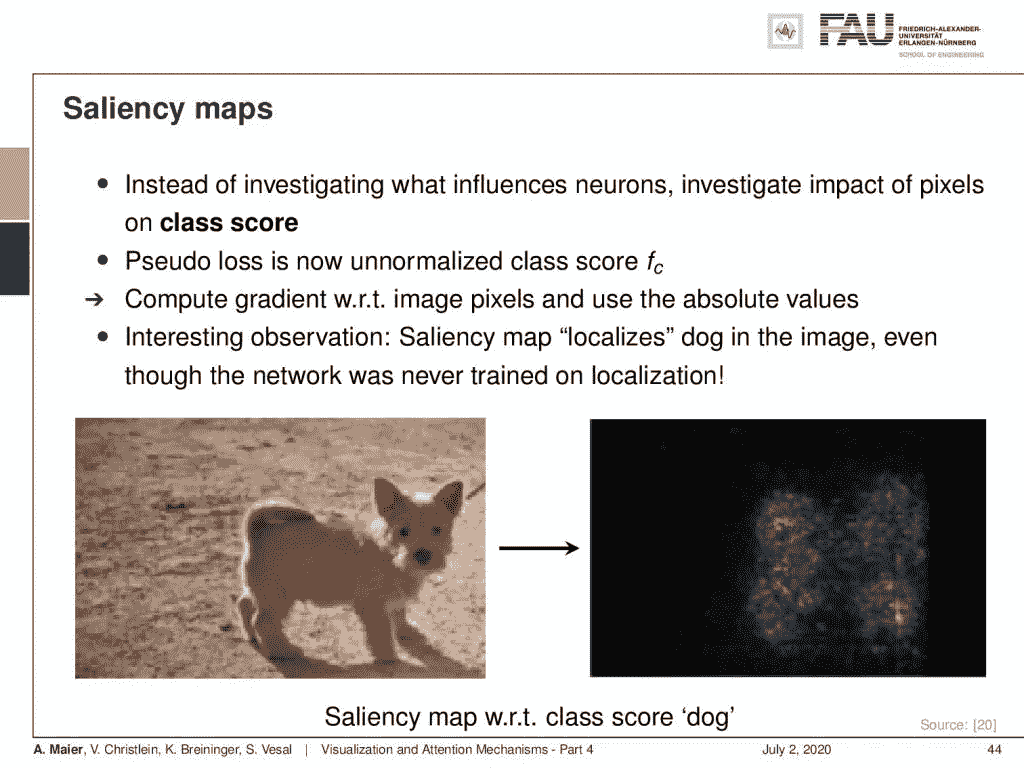 FAU
FRIEDRICH-ALEXANDER-
UNIVERSITÄT
ERLANGEN-NÜRNBERG
SCHOOL OF ENGINEERING
Saliency maps
• Instead of investigating what influences neurons, investigate impact of pixels
on class score
• Pseudo loss is now unnormalized class score fc
➔ Compute gradient w.r.t. image pixels and use the absolute values
• Interesting observation: Saliency map “localizes” dog in the image, even
though the network was never trained on localization!
Saliency map w.r.t. class score ‘dog’
Source: [20]
A. Maier, V. Christlein, K. Breininger, S. Vesal | Visualization and Attention Mechanisms - Part 4 July 2, 2020 44